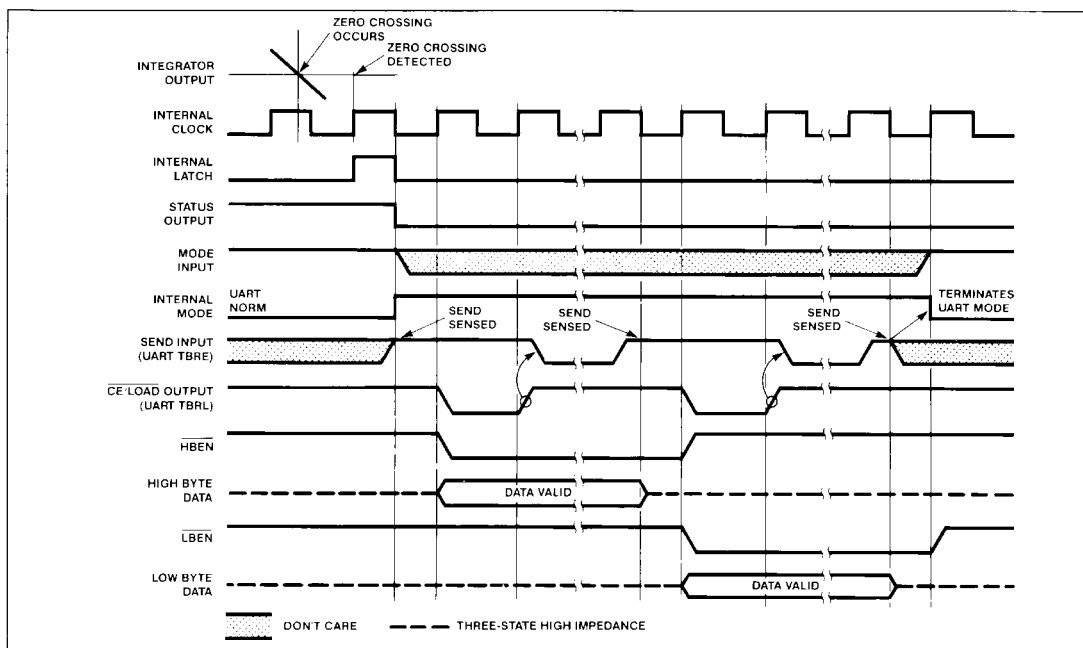 ZERO CROSSING
OCCURS
ZERO CROSSING
DETECTED
INTEGRATOR
OUTPUT
INTERNAL
CLOCK
INTERNAL
LATCH
STATUS
OUTPUT
MODE
INPUT
INTERNAL
MODE
UART
NORM
TERMINATES
UART MODE
SEND
SENSED
SEND
SENSED
SEND
SENSED
SEND INPUT
(UART TBRE)
CE/LOAD OUTPUT
(UART TBRL)
HBEN
HIGH BYTE
DATA
DATA VALID
LBEN
LOW BYTE
DATA
DATA VALID
DON'T CARE
THREE-STATE HIGH IMPEDANCE